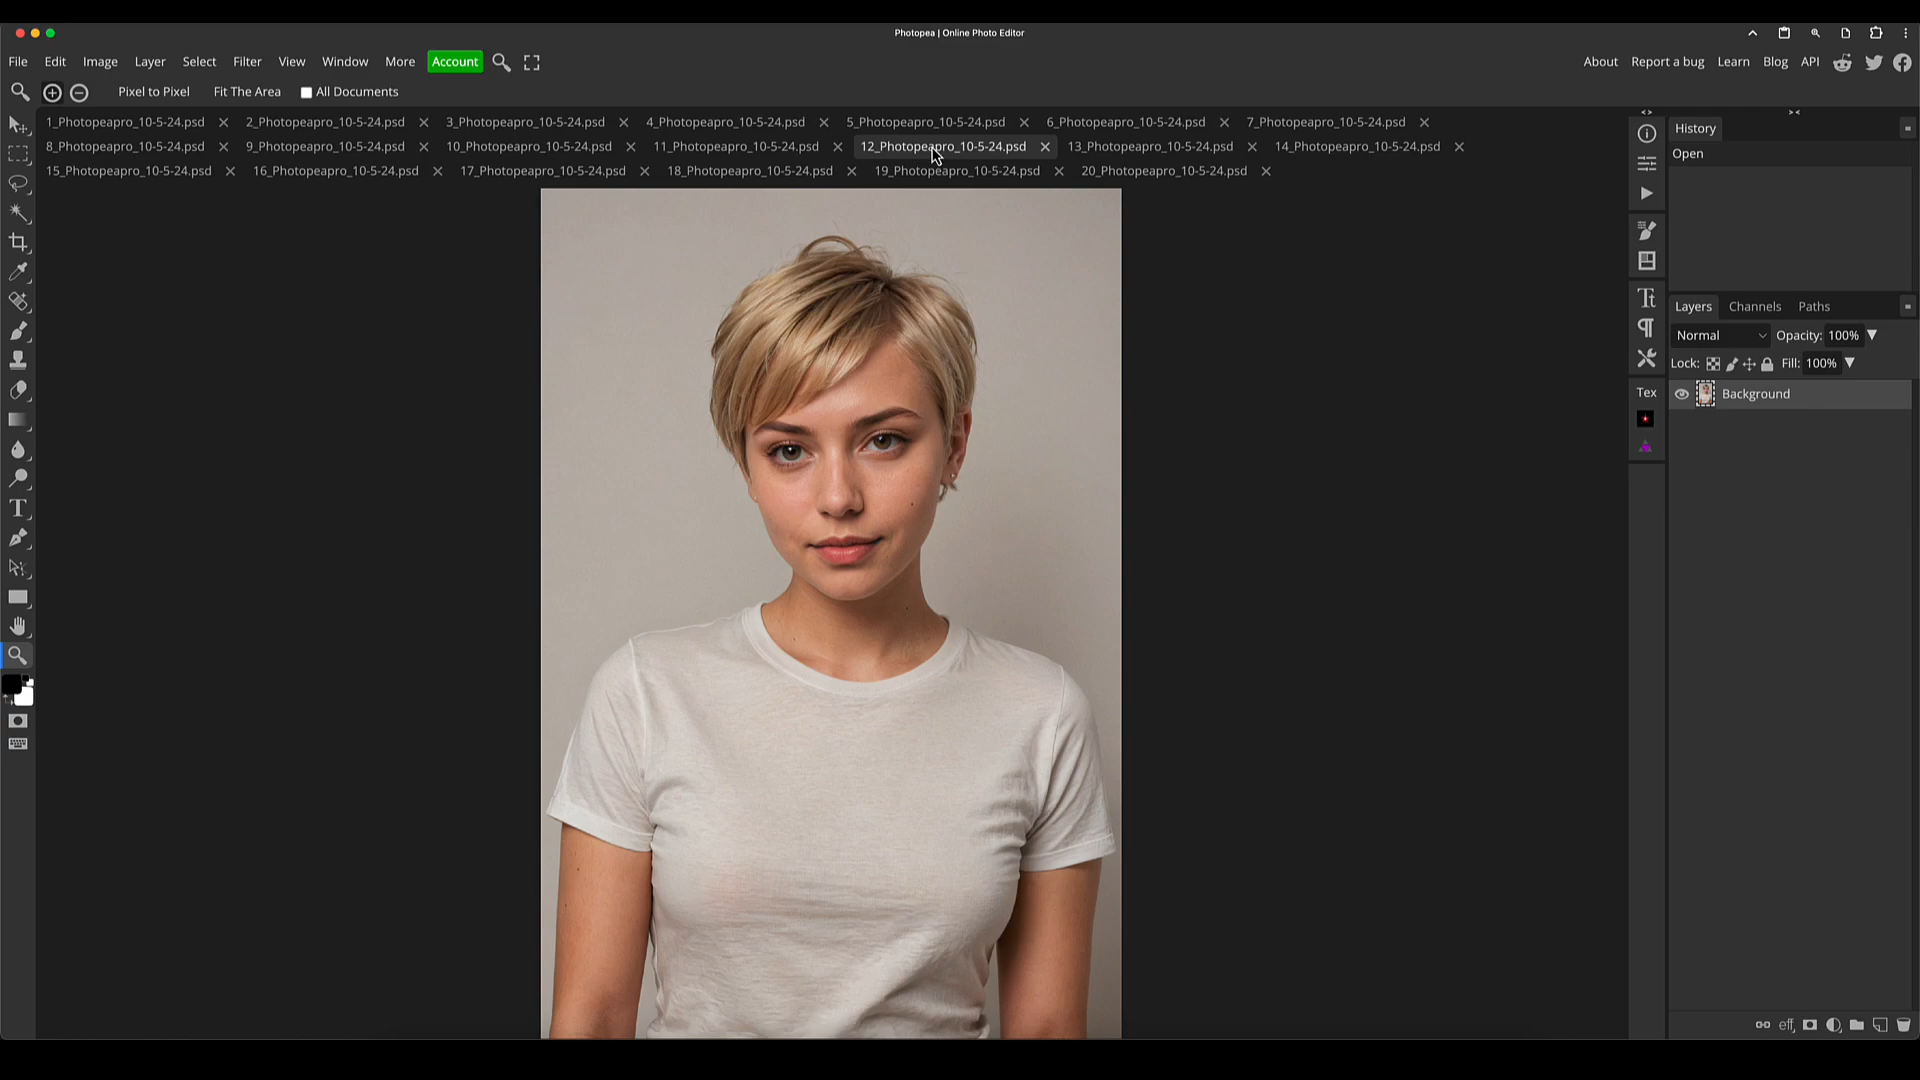 Photopea | Online Photo Editor
File Edit Image Layer Select Filter View Window More Account About Report a bug Learn Blog API
Pixel to Pixel Fit The Area All Documents
1_Photopeapro_10-5-24.psd 2_Photopeapro_10-5-24.psd 3_Photopeapro_10-5-24.psd 4_Photopeapro_10-5-24.psd 5_Photopeapro_10-5-24.psd 6_Photopeapro_10-5-24.psd 7_Photopeapro_10-5-24.psd
8_Photopeapro_10-5-24.psd 9_Photopeapro_10-5-24.psd 10_Photopeapro_10-5-24.psd 11_Photopeapro_10-5-24.psd 12_Photopeapro_10-5-24.psd 13_Photopeapro_10-5-24.psd 14_Photopeapro_10-5-24.psd
15_Photopeapro_10-5-24.psd 16_Photopeapro_10-5-24.psd 17_Photopeapro_10-5-24.psd 18_Photopeapro_10-5-24.psd 19_Photopeapro_10-5-24.psd 20_Photopeapro_10-5-24.psd
History
Open
Layers Channels Paths
Normal Opacity: 100%
Lock: Fill: 100%
Tex
Background
eff